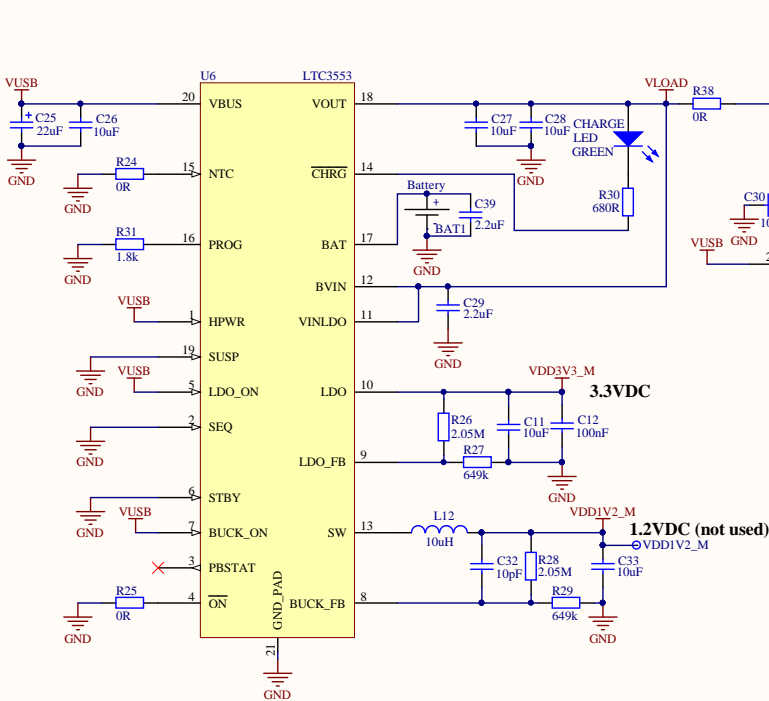 U6 LTC3553
VUSB
C25
22uF
C26
10uF
GND
20 VBUS
VOUT 18
C27
10uF
C28
10uF
GND
CHARGE
LED
GREEN
VLOAD
R38
0R
R24
0R
GND
15 NTC
CHRG 14
R30
680R
Battery
+
BAT1
C39
2.2uF
GND
C30
10
GND
VUSB
2
R31
1.8k
GND
16 PROG
BAT 17
BVIN 12
VUSB
1 HPWR
VINLDO 11
C29
2.2uF
GND
19 SUSP
GND
VUSB
5 LDO_ON
LDO 10
VDD3V3_M
3.3VDC
R26
2.05M
C11
10uF
C12
100nF
2 SEQ
GND
LDO_FB 9
R27
649k
GND
6 STBY
GND
VUSB
7 BUCK_ON
SW 13
L12
10uH
VDD1V2_M
1.2VDC (not used)
VDD1V2_M
C32
10pF
R28
2.05M
C33
10uF
3 PBSTAT
R25
0R
GND
4 ON
BUCK_FB 8
R29
649k
GND
GND_PAD
21
GND